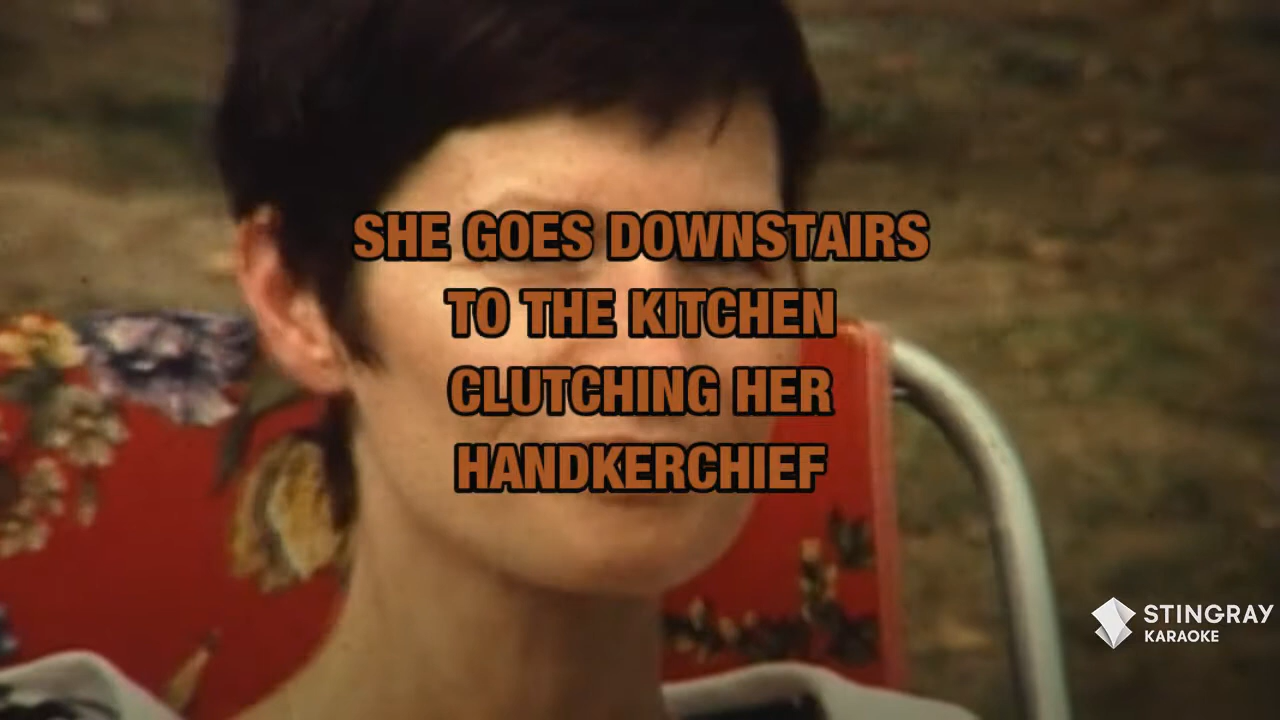 SHE GOES DOWNSTAIRS
TO THE KITCHEN
CLUTCHING HER
HANDKERCHIEF
STINGRAY
KARAOKE